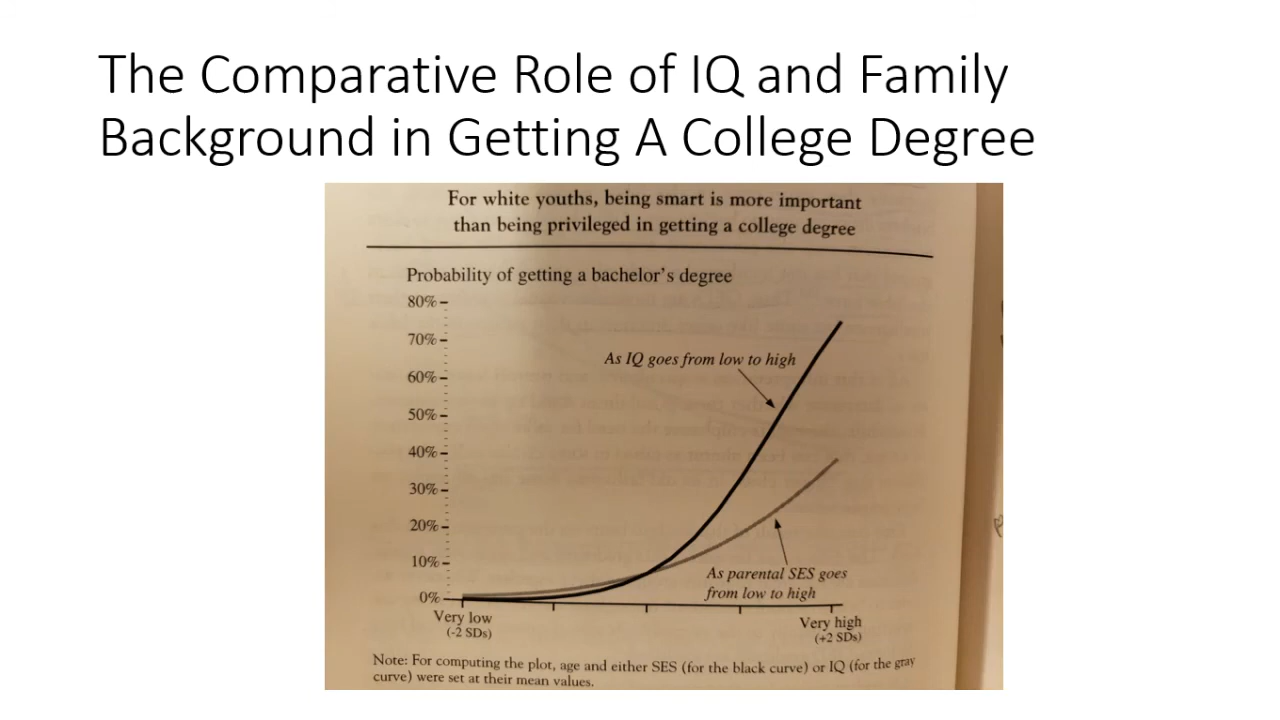 The Comparative Role of IQ and Family
Background in Getting A College Degree
For white youths, being smart is more important
than being privileged in getting a college degree
Probability of getting a bachelor's degree
80%
70%
As IQ goes from low to high
60%
50%
40%
30%
20%
10%
As parental SES goes
from low to high
0%
Very low
(-2 SDs)
Very high
(+2 SDs)
Note: For computing the plot, age and either SES (for the black curve) or IQ (for the gray
curve) were set at their mean values.